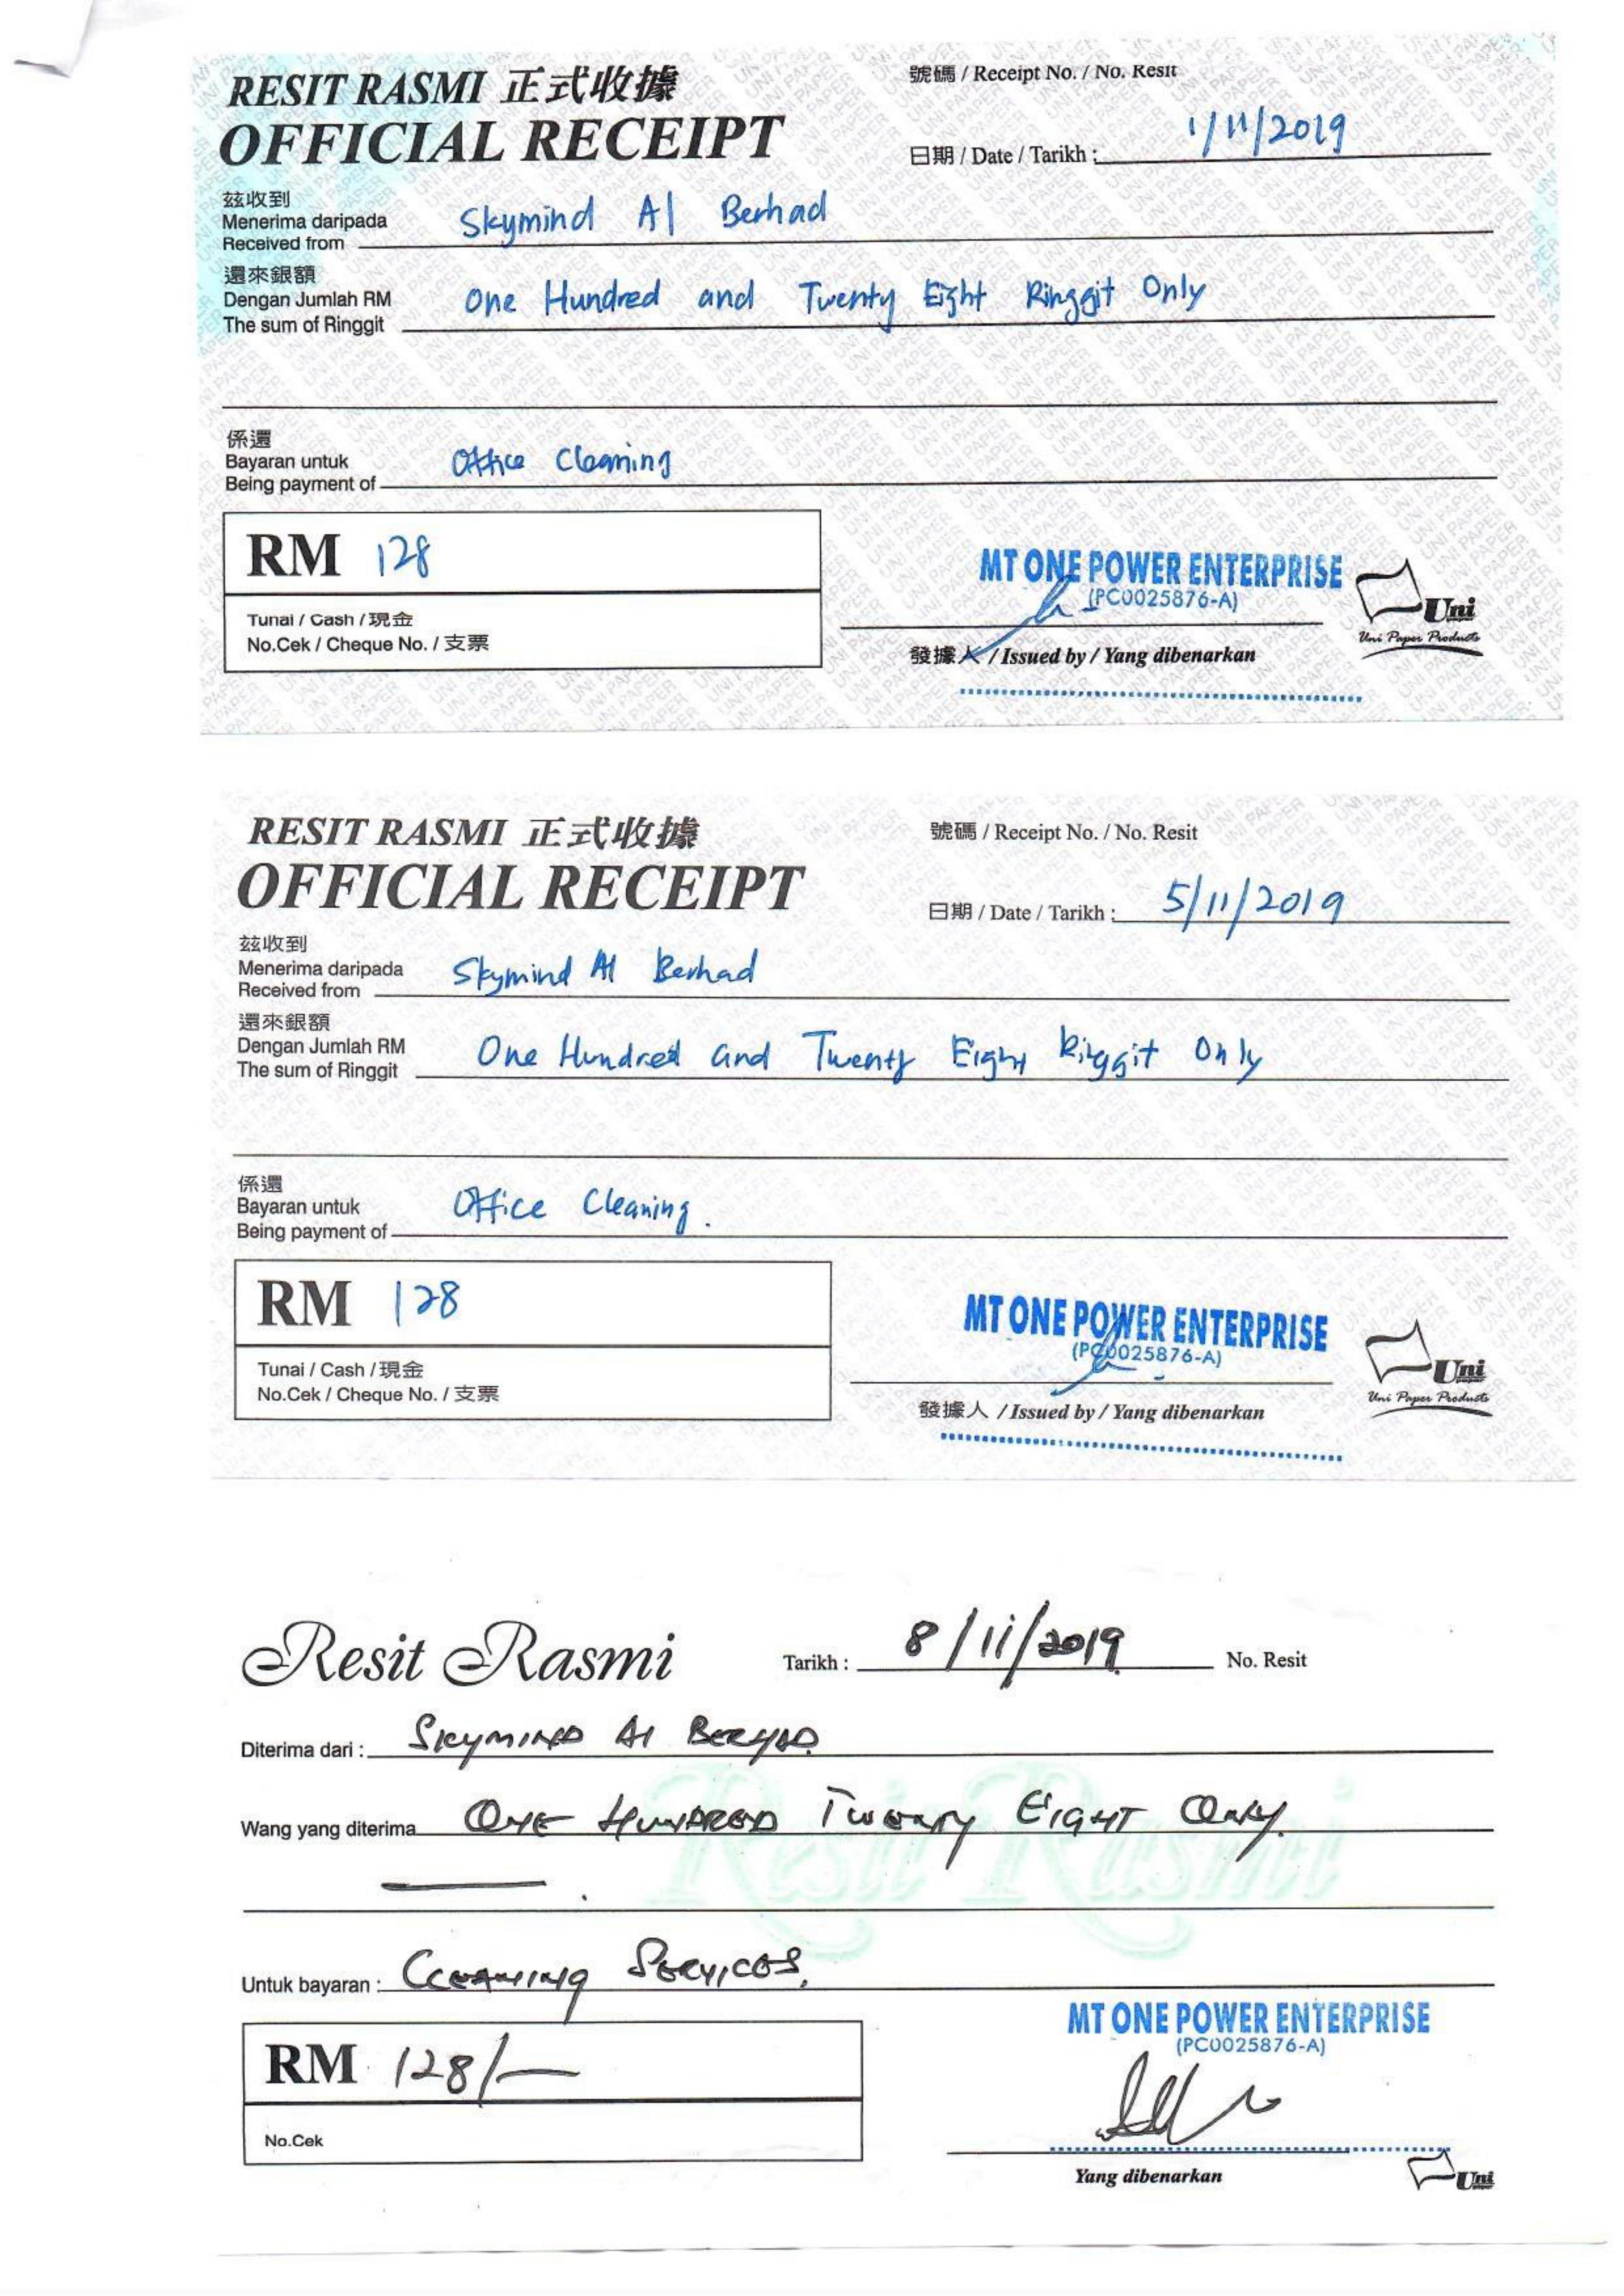 RESIT RASMI 正式收據
OFFICIAL RECEIPT
號碼 / Receipt No. / No. Resit
日期 / Date / Tarikh : 1/11/2019
茲收到
Menerima daripada
Received from Skymind AI Berhad
還來銀額
Dengan Jumlah RM
The sum of Ringgit One Hundred and Twenty Eight Ringgit Only
係還
Bayaran untuk
Being payment of Office Cleaning
RM 128
Tunai / Cash / 現金
No.Cek / Cheque No. / 支票
MT ONE POWER ENTERPRISE
(PC0025876-A)
發據人 / Issued by / Yang dibenarkan
Uni
Uni Paper Products
RESIT RASMI 正式收據
OFFICIAL RECEIPT
號碼 / Receipt No. / No. Resit
日期 / Date / Tarikh : 5/11/2019
茲收到
Menerima daripada
Received from Skymind AI Berhad
還來銀額
Dengan Jumlah RM
The sum of Ringgit One Hundred and Twenty Eight Ringgit Only
係還
Bayaran untuk
Being payment of Office Cleaning.
RM 128
Tunai / Cash / 現金
No.Cek / Cheque No. / 支票
MT ONE POWER ENTERPRISE
(PC0025876-A)
發據人 / Issued by / Yang dibenarkan
Uni
Uni Paper Products
Resit Rasmi
Tarikh : 8/11/2019 No. Resit
Diterima dari : SKYMIND AI BERHAD
Wang yang diterima ONE HUNDRED TWENTY EIGHT ONLY
Untuk bayaran : CLEANING SERVICES
RM 128/—
No.Cek
MT ONE POWER ENTERPRISE
(PC0025876-A)
Yang dibenarkan
Uni